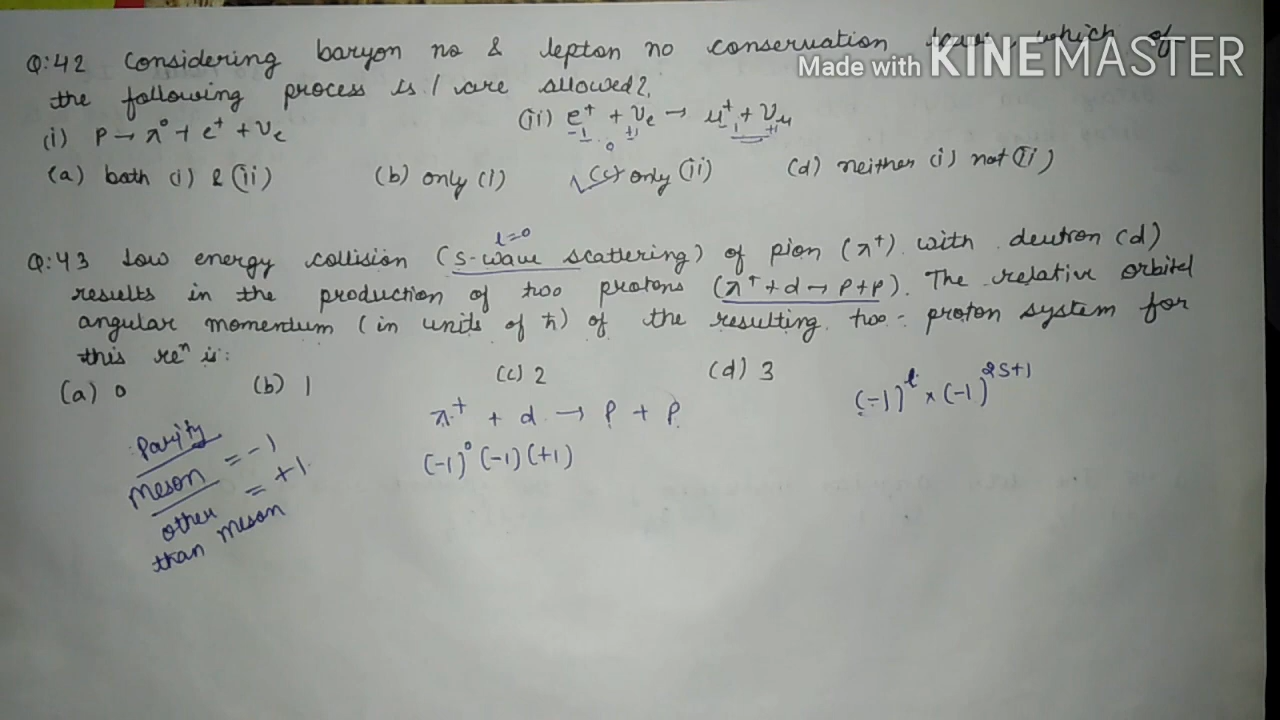 Q:42 Considering baryon no & lepton no conservation which of
Made with KINEMASTER
the following process is / are allowed?
(i) P → π⁰ + e⁺ + νe (ii) e⁺ + νe → μ⁺ + νμ
-1 +1 -1 +1
0
(a) both (i) & (ii) (b) only (i) (c) only (ii) (d) neither (i) not (ii)
l=0
Q:43 Low energy collision (s-wave scattering) of pion (π⁺) with deutron (d)
results in the production of two protons (π⁺ + d → P + P). The relative orbitel
angular momentum (in units of ħ) of the resulting two-proton system for
this reⁿ is:
(a) 0 (b) 1 (c) 2 (d) 3
π⁺ + d → P + P (-1)ˡ × (-1)²ˢ⁺¹
(-1)⁰ (-1) (+1)
Parity
Meson = -1
other = +1
than meson